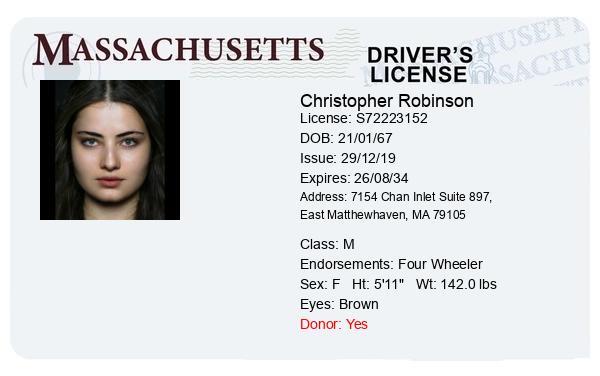 MASSACHUSETTS
DRIVER'S
LICENSE
Christopher Robinson
License: S72223152
DOB: 21/01/67
Issue: 29/12/19
Expires: 26/08/34
Address: 7154 Chan Inlet Suite 897,
East Matthewhaven, MA 79105
Class: M
Endorsements: Four Wheeler
Sex: F Ht: 5'11" Wt: 142.0 lbs
Eyes: Brown
Donor: Yes